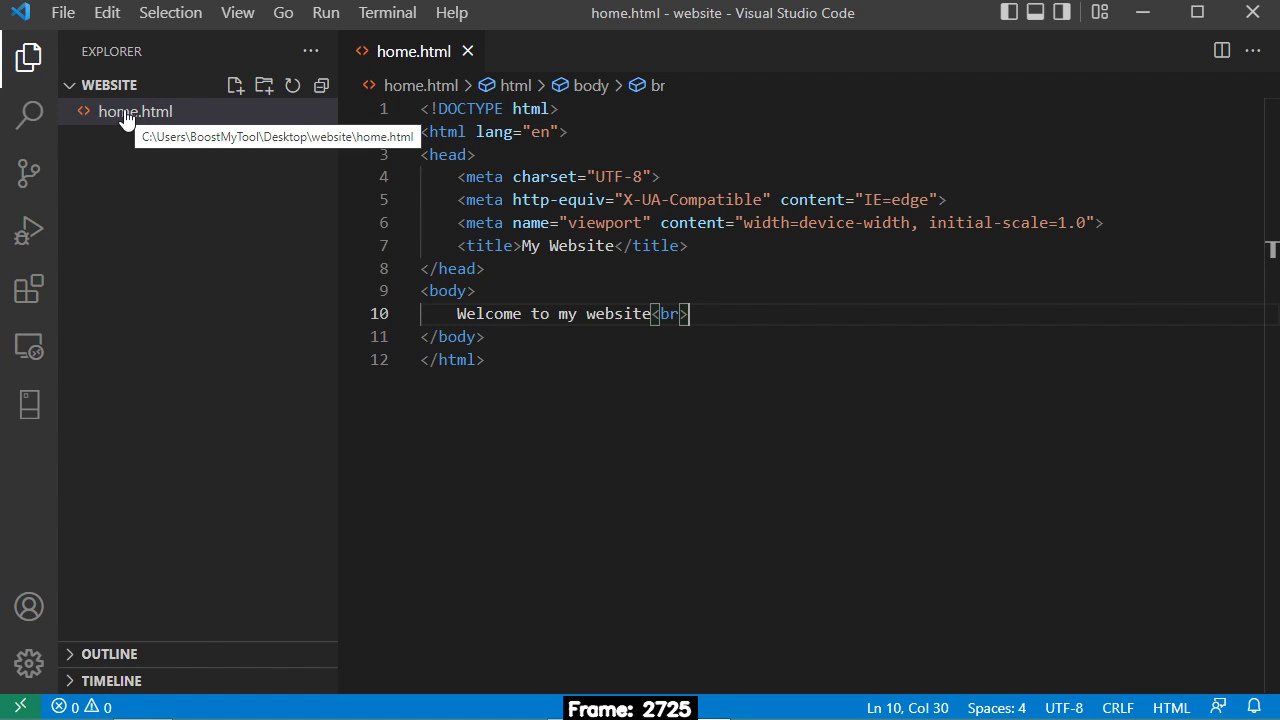 File Edit Selection View Go Run Terminal Help home.html - website - Visual Studio Code
EXPLORER
home.html
WEBSITE
home.html > html > body > br
home.html
C:\Users\BoostMyTool\Desktop\website\home.html
1 <!DOCTYPE html>
<html lang="en">
3 <head>
4 <meta charset="UTF-8">
5 <meta http-equiv="X-UA-Compatible" content="IE=edge">
6 <meta name="viewport" content="width=device-width, initial-scale=1.0">
7 <title>My Website</title>
8 </head>
9 <body>
10 Welcome to my website<br>
11 </body>
12 </html>
OUTLINE
TIMELINE
0 0 Frame: 2725 Ln 10, Col 30 Spaces: 4 UTF-8 CRLF HTML